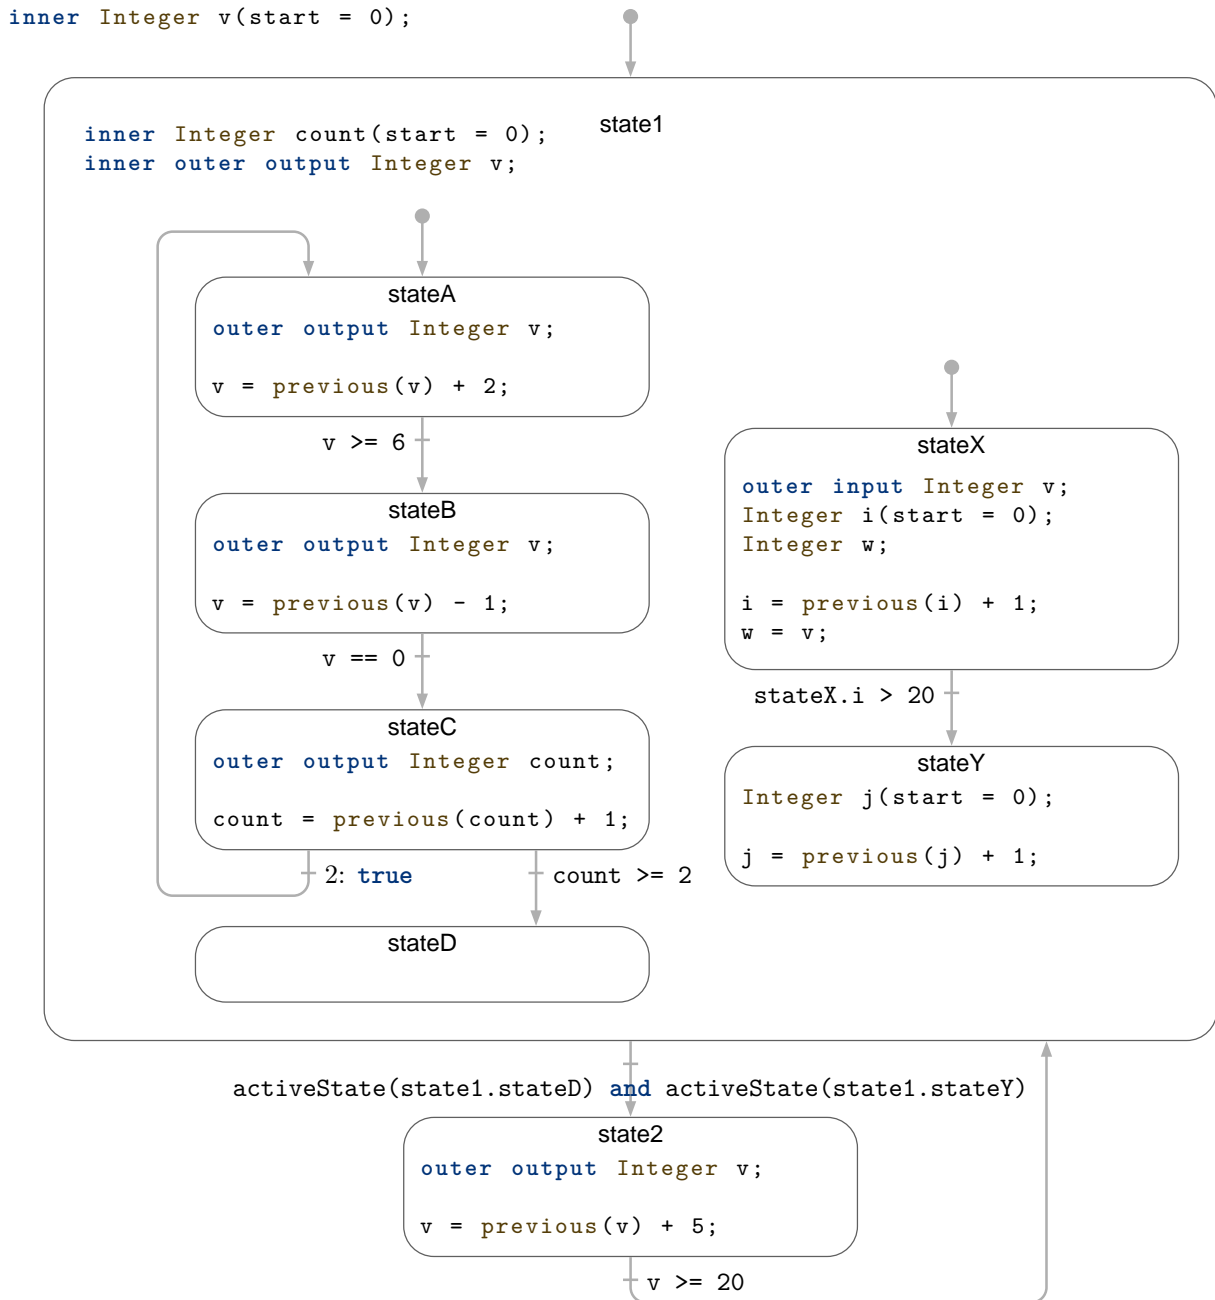 inner Integer v(start = 0);
state1
inner Integer count(start = 0);
inner outer output Integer v;
stateA
outer output Integer v;
v = previous(v) + 2;
v >= 6
stateB
outer output Integer v;
v = previous(v) - 1;
v == 0
stateC
outer output Integer count;
count = previous(count) + 1;
2: true
count >= 2
stateD
stateX
outer input Integer v;
Integer i(start = 0);
Integer w;
i = previous(i) + 1;
w = v;
stateX.i > 20
stateY
Integer j(start = 0);
j = previous(j) + 1;
activeState(state1.stateD) and activeState(state1.stateY)
state2
outer output Integer v;
v = previous(v) + 5;
v >= 20